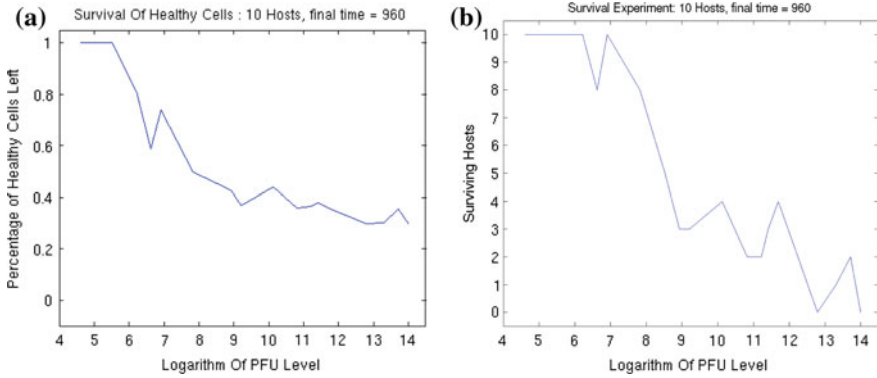 (a)
Survival Of Healthy Cells : 10 Hosts, final time = 960
Percentage of Healthy Cells Left
1
0.8
0.6
0.4
0.2
0
4 5 6 7 8 9 10 11 12 13 14
Logarithm Of PFU Level
(b)
Survival Experiment: 10 Hosts, final time = 960
Surviving Hosts
10
9
8
7
6
5
4
3
2
1
0
4 5 6 7 8 9 10 11 12 13 14
Logarithm Of PFU Level